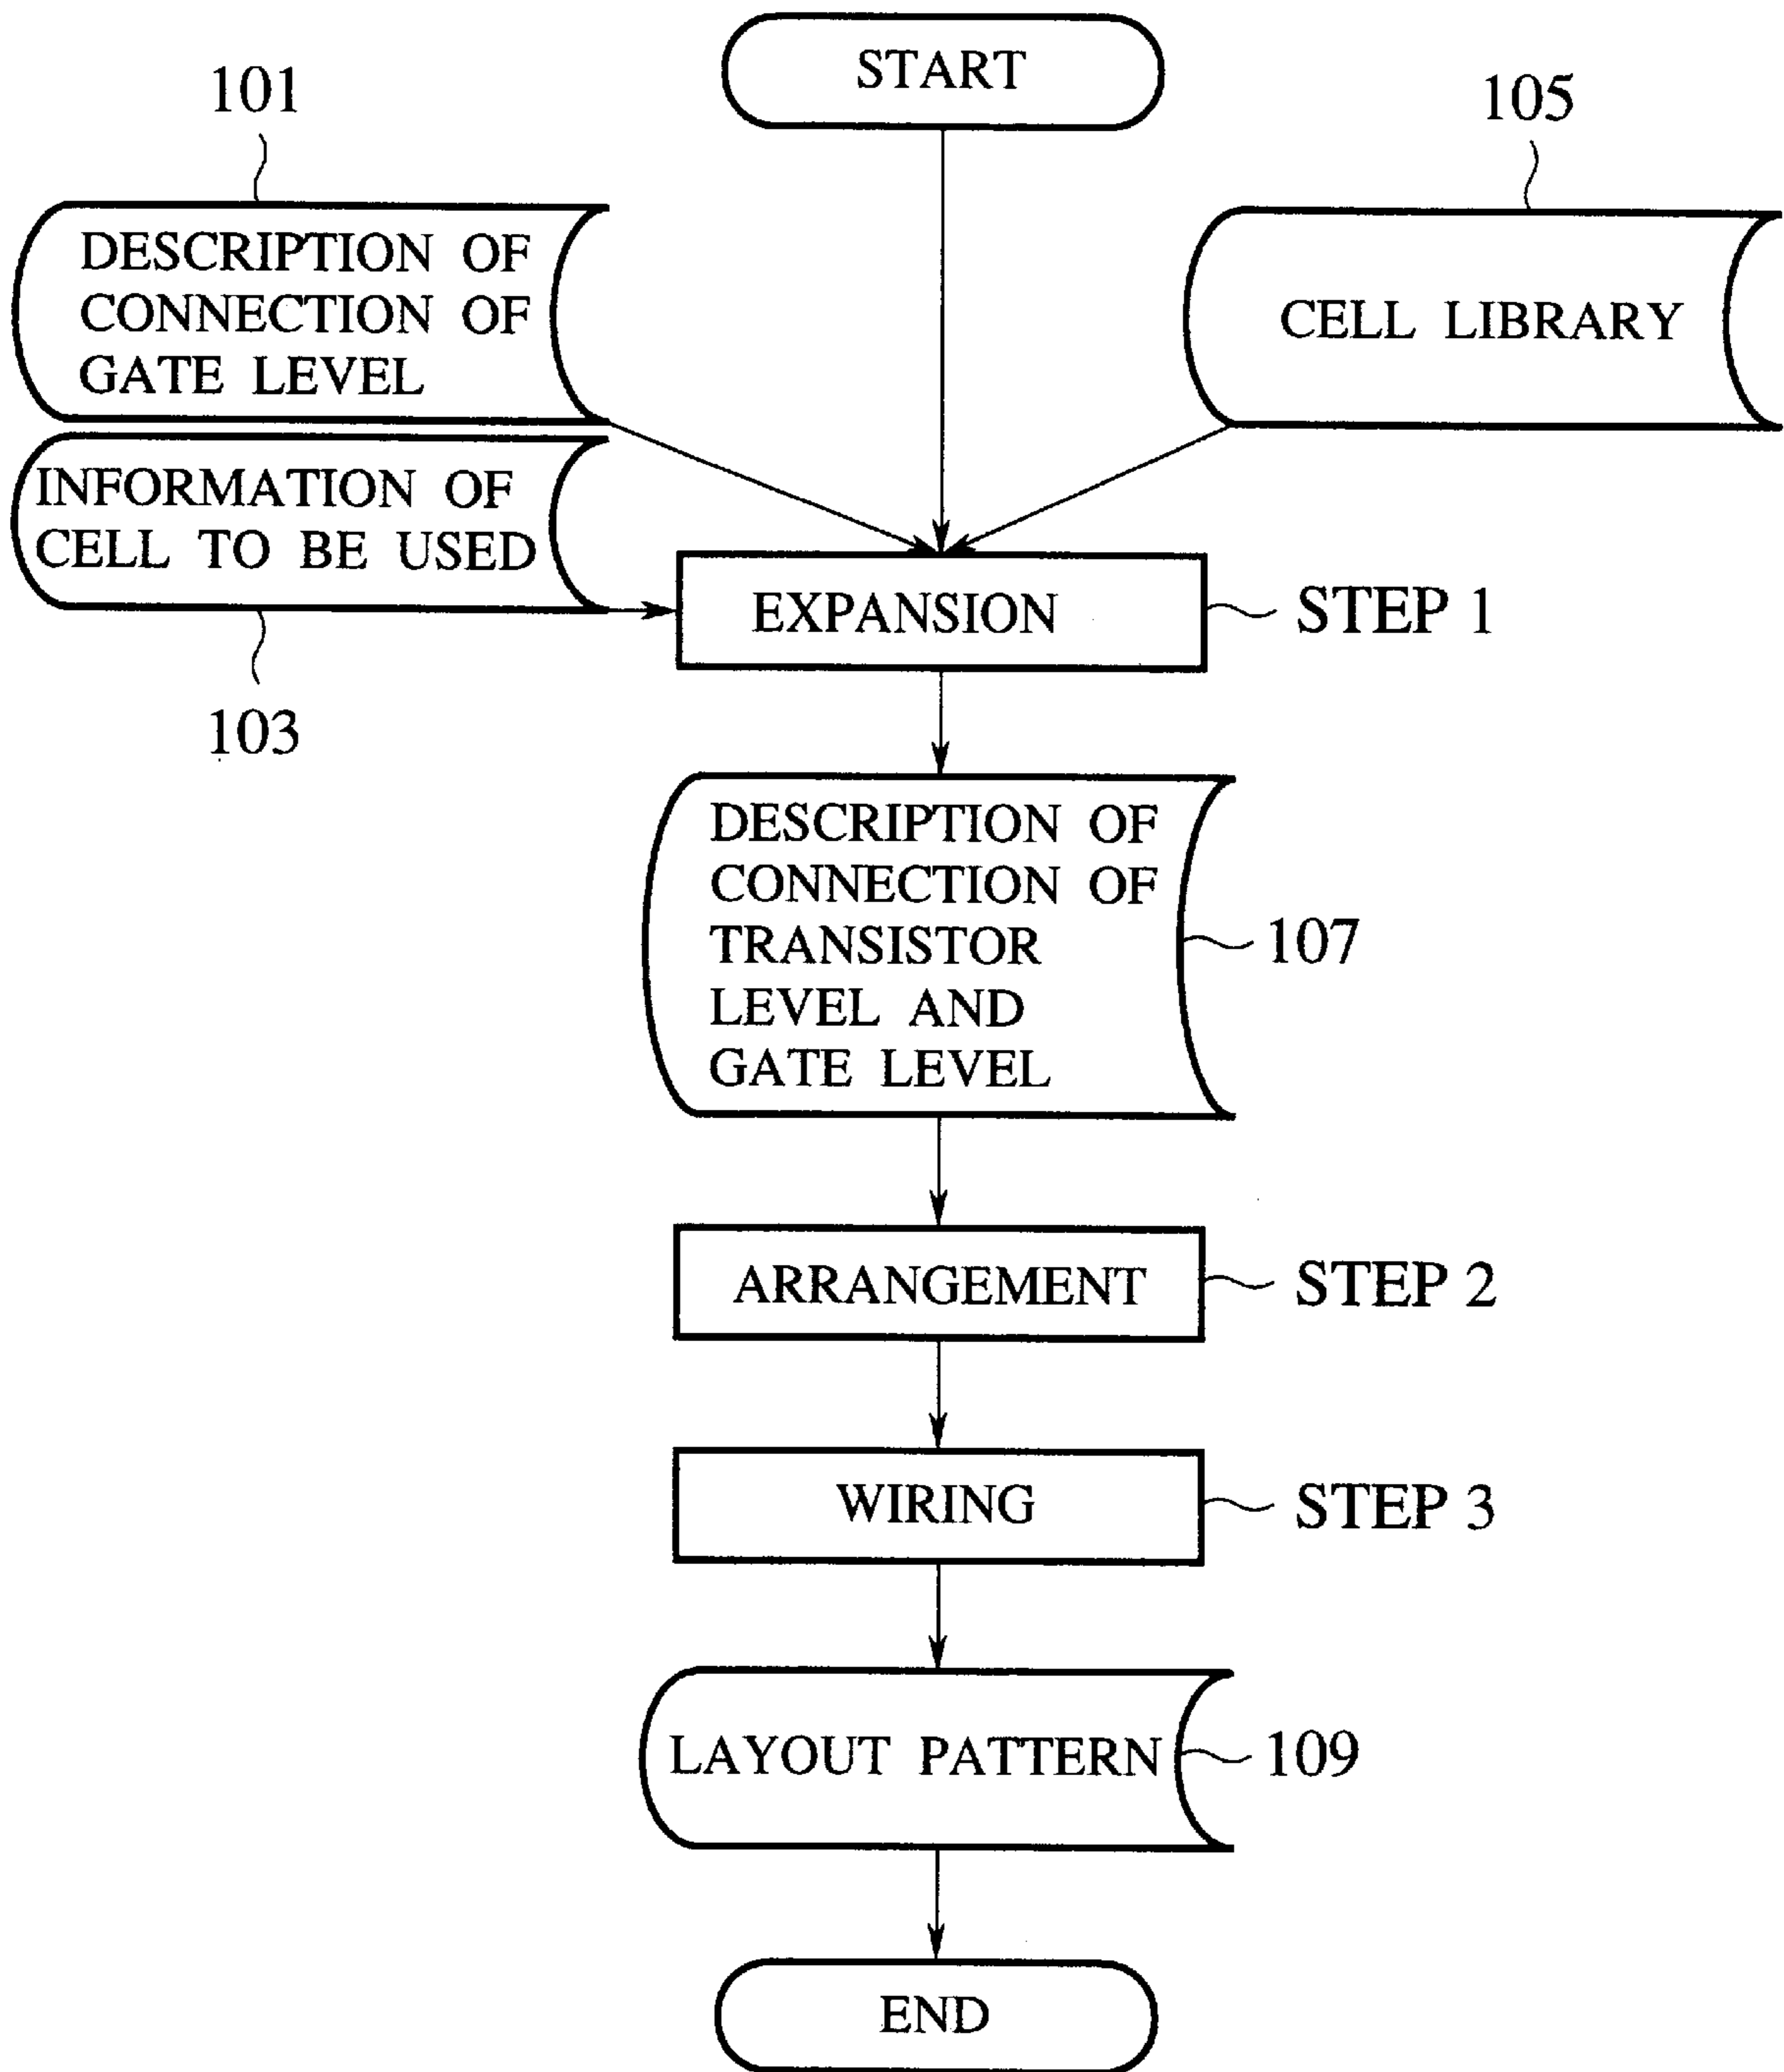 START
101
105
DESCRIPTION OF
CONNECTION OF
GATE LEVEL
CELL LIBRARY
INFORMATION OF
CELL TO BE USED
EXPANSION
STEP 1
103
DESCRIPTION OF
CONNECTION OF
TRANSISTOR
LEVEL AND
GATE LEVEL
107
ARRANGEMENT
STEP 2
WIRING
STEP 3
LAYOUT PATTERN
109
END